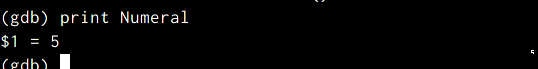 (gdb) print Numeral
$1 = 5
(gdb)